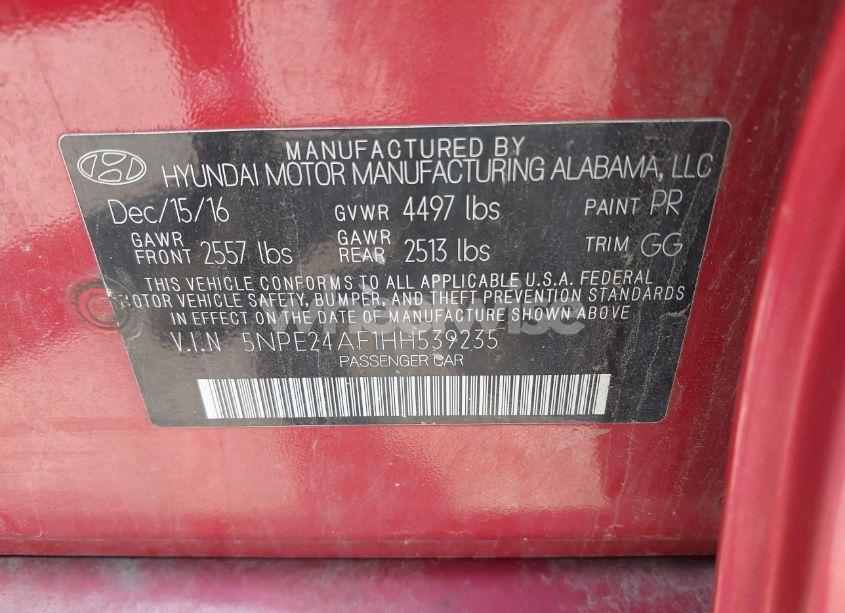 MANUFACTURED BY
HYUNDAI MOTOR MANUFACTURING ALABAMA, LLC
Dec/15/16 GVWR 4497 lbs PAINT PR
GAWR FRONT 2557 lbs GAWR REAR 2513 lbs TRIM GG
THIS VEHICLE CONFORMS TO ALL APPLICABLE U.S.A. FEDERAL
MOTOR VEHICLE SAFETY, BUMPER, AND THEFT PREVENTION STANDARDS
IN EFFECT ON THE DATE OF MANUFACTURE SHOWN ABOVE
V.I.N 5NPE24AF1HH539235
PASSENGER CAR